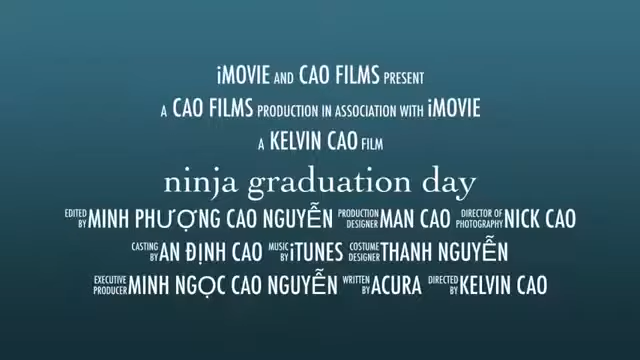 iMOVIE AND CAO FILMS PRESENT
A CAO FILMS PRODUCTION IN ASSOCIATION WITH iMOVIE
A KELVIN CAO FILM
ninja graduation day
EDITED BY MINH PHƯỢNG CAO NGUYỄN PRODUCTION DESIGNER MAN CAO DIRECTOR OF PHOTOGRAPHY NICK CAO
CASTING BY AN ĐỊNH CAO MUSIC BY iTUNES COSTUME DESIGNER THANH NGUYỄN
EXECUTIVE PRODUCER MINH NGỌC CAO NGUYỄN WRITTEN BY ACURA DIRECTED BY KELVIN CAO